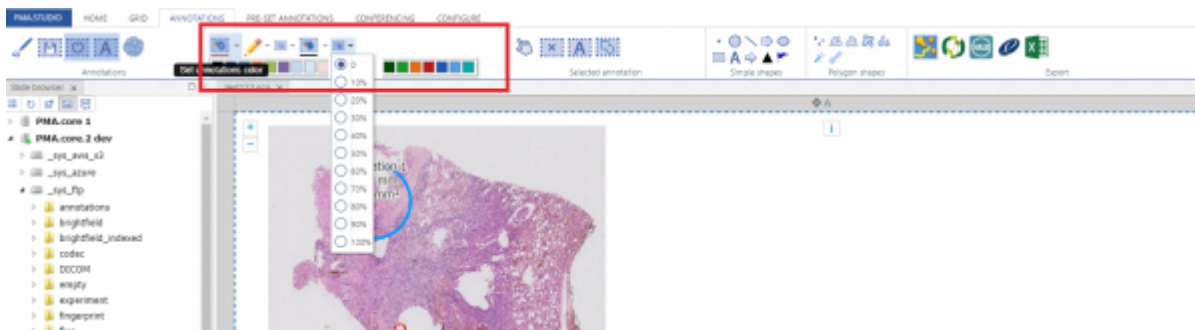 PMA.STUDIO HOME GRID ANNOTATIONS PRE-SET ANNOTATIONS CONFERENCING CONFIGURE
Annotations
Set annotations color
Selected annotation
Simple shapes
Polygon shapes
Export
0
10%
20%
30%
40%
50%
60%
70%
80%
90%
100%
Slide browser
A
PMA.core 1
PMA.core.2 dev
_sys_aws_s3
_sys_azure
_sys_ftp
annotations
brightfield
brightfield_indexed
codec
DICOM
empty
experiment
fingerprint